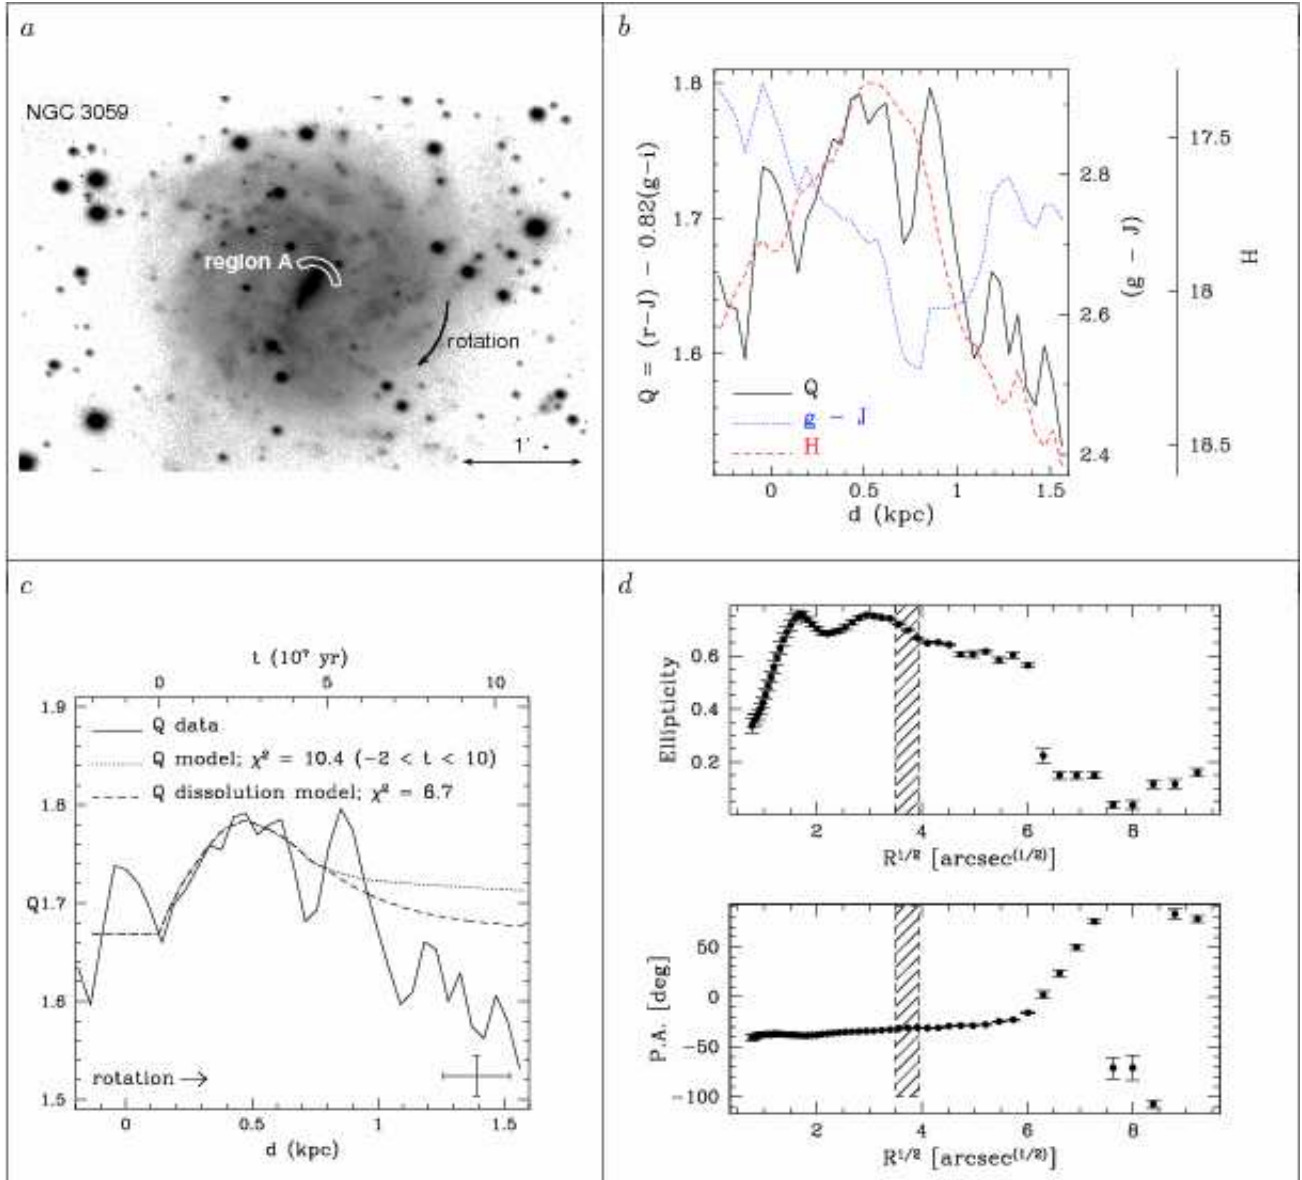 a
NGC 3059
region A
rotation
1'
b
1.8
1.7
1.6
Q = (r-J) - 0.82(g-i)
2.8
2.6
2.4
(g - J)
17.5
18
18.5
H
Q
g - J
H
0 0.5 1 1.5
d (kpc)
c
t (10⁷ yr)
0 5 10
1.9
1.8
Q1.7
1.6
1.5
Q data
Q model; χ² = 10.4 (-2 < t < 10)
Q dissolution model; χ² = 6.7
rotation →
0 0.5 1 1.5
d (kpc)
d
Ellipticity
0.6
0.4
0.2
2 4 6 8
R^1/2 [arcsec^(1/2)]
P.A. [deg]
50
0
-50
-100
2 4 6 8
R^1/2 [arcsec^(1/2)]